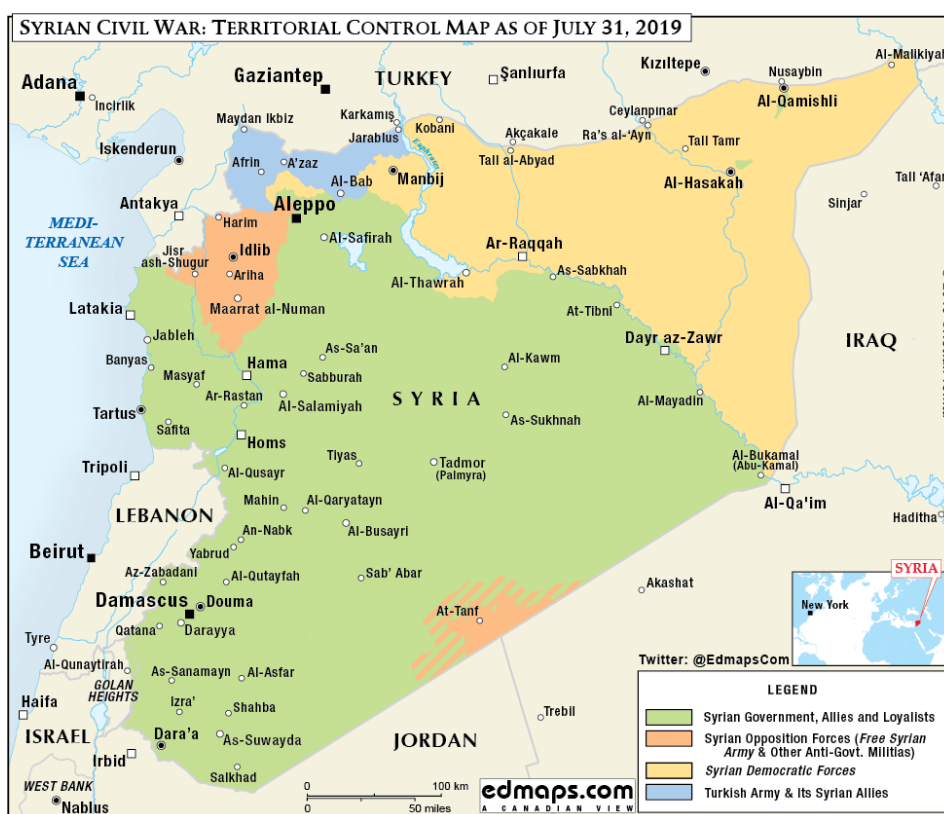 SYRIAN CIVIL WAR: TERRITORIAL CONTROL MAP AS OF JULY 31, 2019
Adana
İncirlik
Gaziantep
TURKEY
Şanlıurfa
Kızıltepe
Nusaybin
Al-Malikiyah
Al-Qamishli
Maydan Ikbiz
Karkamış
Jarablus
Kobani
Akçakale
Tall al-Abyad
Ceylanpınar
Ra's al-'Ayn
Tall Tamr
Iskenderun
Afrin
A'zaz
Al-Bab
Manbij
Euphrates
Al-Hasakah
Tall 'Afar
Sinjar
Antakya
Aleppo
Harim
MEDI-
TERRANEAN
SEA
Idlib
Al-Safirah
Ar-Raqqah
Jisr
ash-Shugur
Ariha
Al-Thawrah
As-Sabkhah
Maarrat al-Numan
At-Tibni
Latakia
Jableh
Dayr az-Zawr
IRAQ
Banyas
Hama
As-Sa'an
Al-Kawm
Masyaf
Sabburah
Ar-Rastan
Al-Salamiyah
SYRIA
Al-Mayadin
Tartus
As-Sukhnah
Safita
Homs
Tripoli
Al-Qusayr
Tiyas
Tadmor
(Palmyra)
Al-Bukamal
(Abu-Kamal)
Al-Qa'im
LEBANON
Mahin
Al-Qaryatayn
Haditha
An-Nabk
Al-Busayri
Beirut
Yabrud
Az-Zabadani
Al-Qutayfah
Sab' Abar
Akashat
SYRIA
Damascus
Douma
At-Tanf
New York
Qatana
Darayya
Tyre
Al-Qunaytirah
GOLAN
HEIGHTS
As-Sanamayn
Al-Asfar
Twitter: @EdmapsCom
Haifa
Izra'
Shahba
Trebil
ISRAEL
Dara'a
As-Suwayda
JORDAN
Irbid
Salkhad
WEST BANK
Nablus
0
100 km
0
50 miles
edmaps.com
A CANADIAN VIEW
LEGEND
Syrian Government, Allies and Loyalists
Syrian Opposition Forces (Free Syrian
Army & Other Anti-Govt. Militias)
Syrian Democratic Forces
Turkish Army & Its Syrian Allies